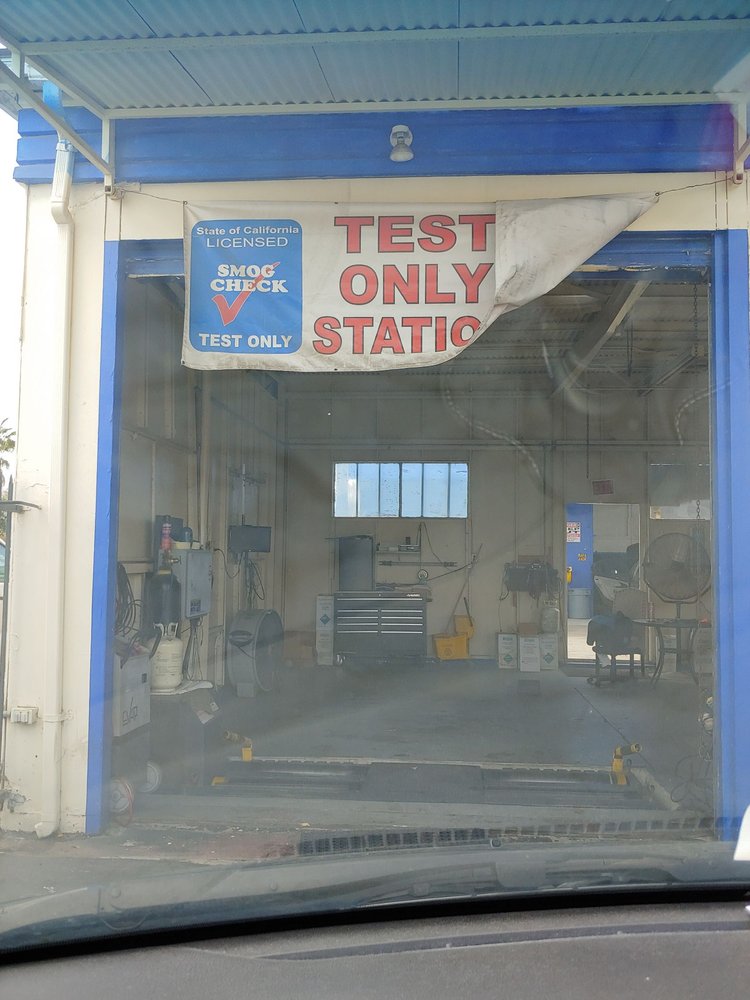 State of California
LICENSED
SMOG
CHECK
TEST ONLY
TEST
ONLY
STATIO